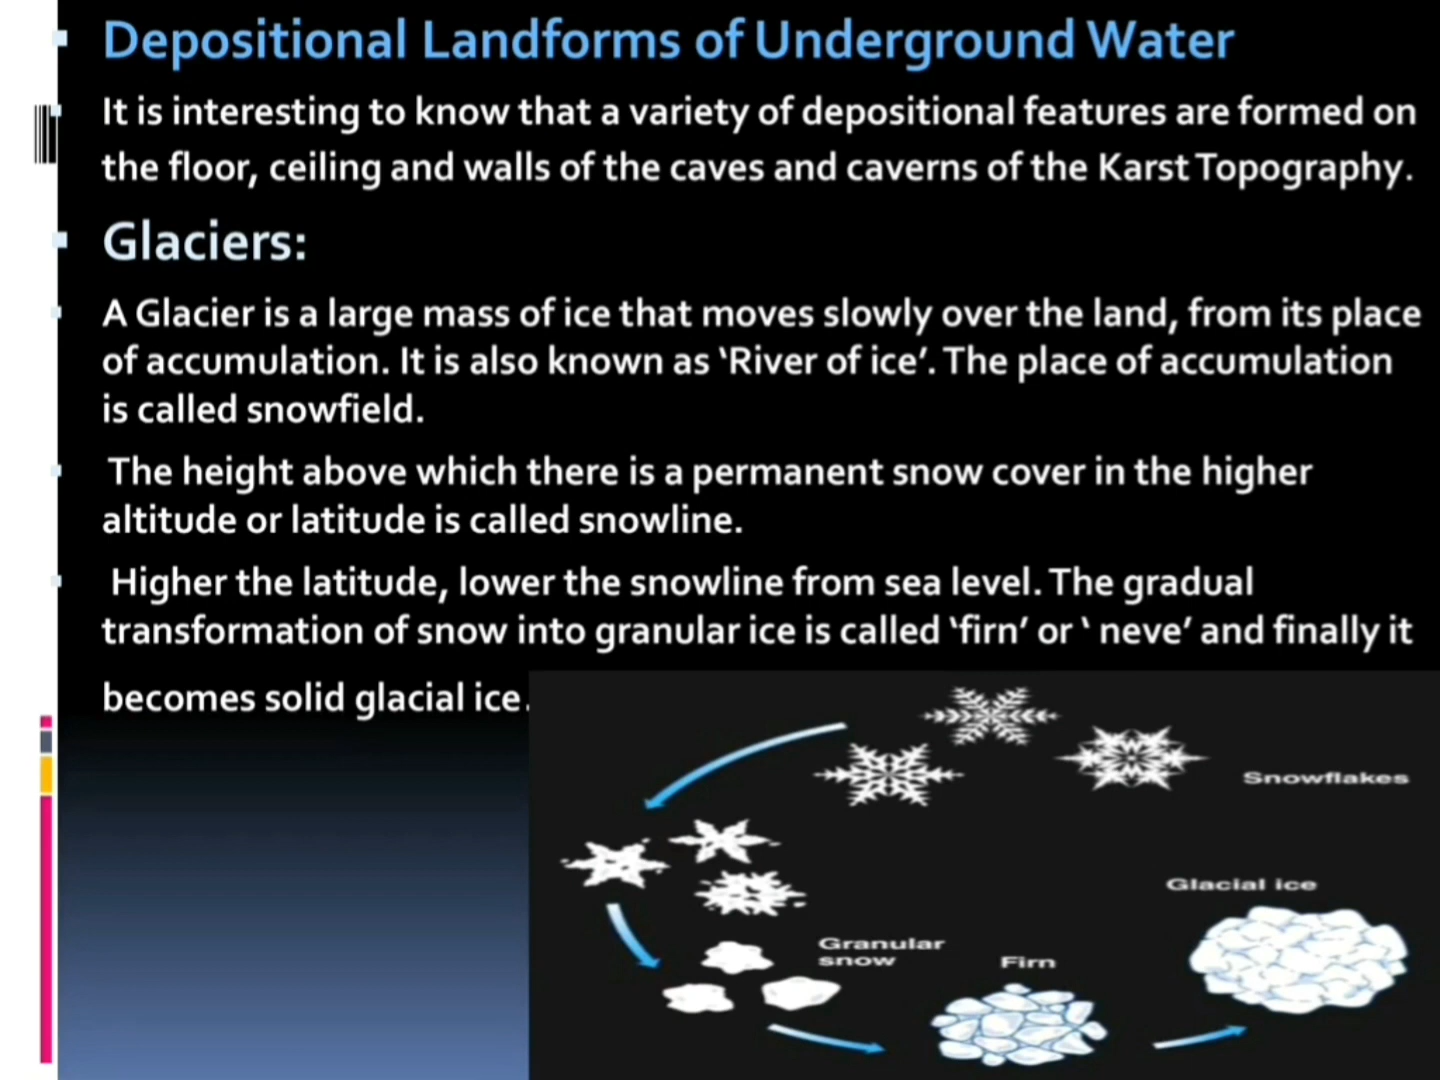 Depositional Landforms of Underground Water
It is interesting to know that a variety of depositional features are formed on
the floor, ceiling and walls of the caves and caverns of the Karst Topography.
Glaciers:
A Glacier is a large mass of ice that moves slowly over the land, from its place
of accumulation. It is also known as ‘River of ice’. The place of accumulation
is called snowfield.
The height above which there is a permanent snow cover in the higher
altitude or latitude is called snowline.
Higher the latitude, lower the snowline from sea level. The gradual
transformation of snow into granular ice is called ‘firn’ or ‘ neve’ and finally it
becomes solid glacial ice.
Snowflakes
Glacial ice
Granular
snow
Firn